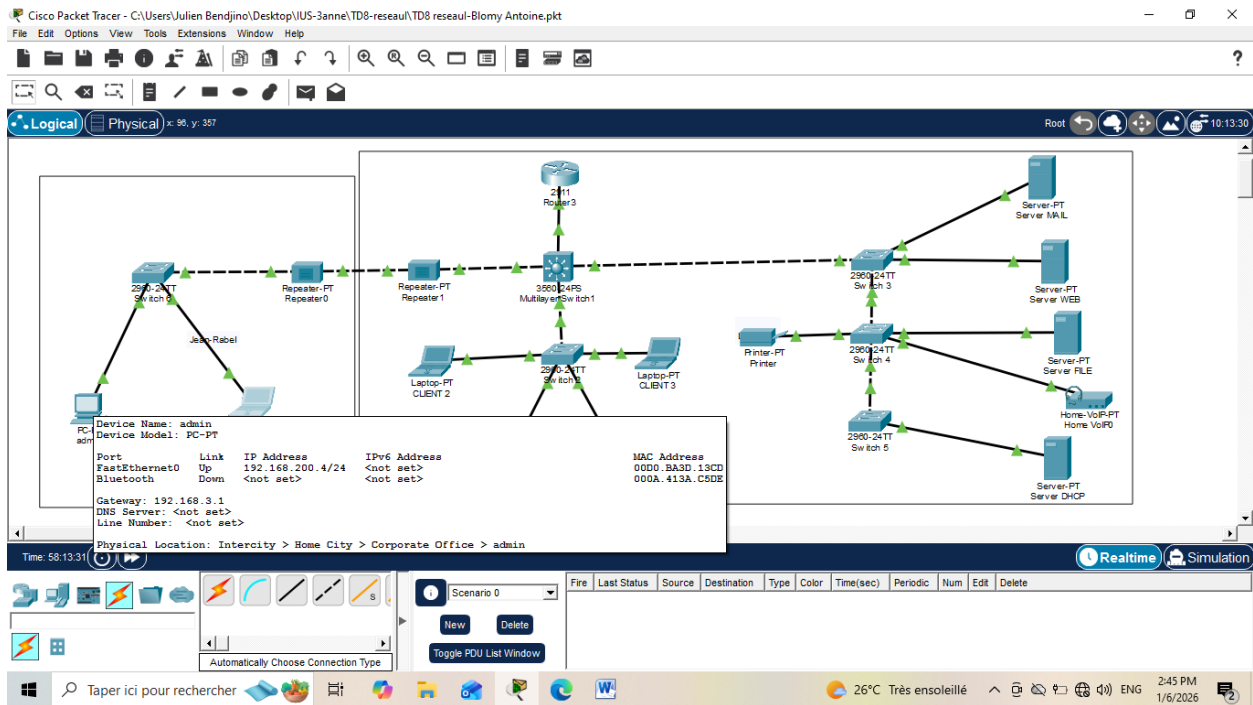 Cisco Packet Tracer - C:\Users\Julien Bendjino\Desktop\IUS-3anne\TD8-reseaul\TD8 reseaul-Blomy Antoine.pkt
File Edit Options View Tools Extensions Window Help
Logical Physical x: 96, y: 357 Root 10:13:30
2911
Router3
Server-PT
Server MAIL
2960-24TT
Switch 6
Repeater-PT
Repeater0
Repeater-PT
Repeater1
3560-24PS
Multilayer Switch1
2960-24TT
Switch 3
Server-PT
Server WEB
Jean-Rabel
Laptop-PT
CLIENT 2
2960-24TT
Laptop-PT
CLIENT 3
Printer-PT
Printer
2960-24TT
Switch 4
Server-PT
Server FILE
Home-VoIP-PT
Home VoIP0
2960-24TT
Switch 5
Server-PT
Server DHCP
Device Name: admin
Device Model: PC-PT
Port Link IP Address IPv6 Address MAC Address
FastEthernet0 Up 192.168.200.4/24 <not set> 00D0.BA3D.13CD
Bluetooth Down <not set> <not set> 000A.413A.C5DE
Gateway: 192.168.3.1
DNS Server: <not set>
Line Number: <not set>
Physical Location: Intercity > Home City > Corporate Office > admin
Time: 58:13:31 Realtime Simulation
Scenario 0
New Delete
Toggle PDU List Window
Fire Last Status Source Destination Type Color Time(sec) Periodic Num Edit Delete
Automatically Choose Connection Type
Taper ici pour rechercher 26°C Très ensoleillé ENG 2:45 PM
1/6/2026